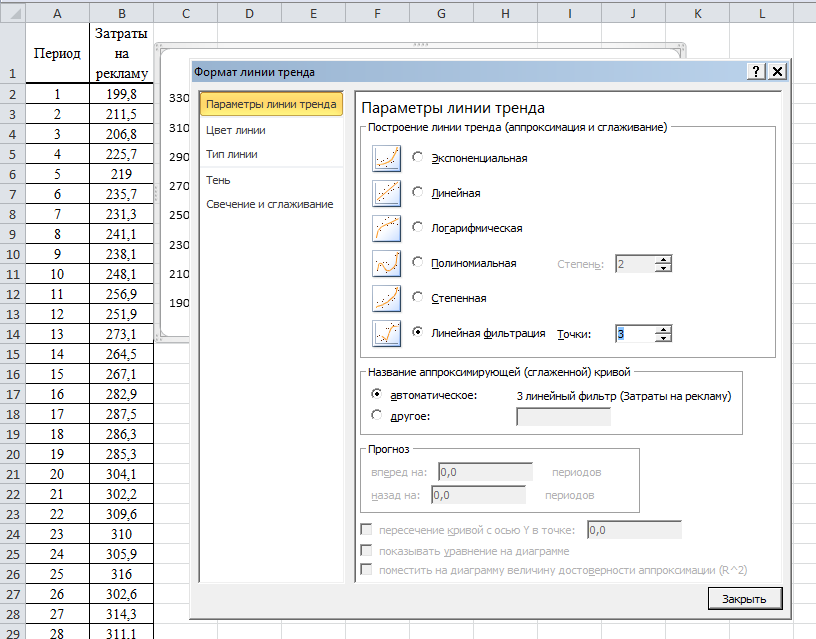 A B C D E F G H I J K L
1 Период Затраты
на
рекламу
2 1 199,8
3 2 211,5
4 3 206,8
5 4 225,7
6 5 219
7 6 235,7
8 7 231,3
9 8 241,1
10 9 238,1
11 10 248,1
12 11 256,9
13 12 251,9
14 13 273,1
15 14 264,5
16 15 267,1
17 16 282,9
18 17 287,5
19 18 286,3
20 19 285,3
21 20 304,1
22 21 302,2
23 22 309,6
24 23 310
25 24 305,9
26 25 316
27 26 302,6
28 27 314,3
29 28 311,1
330
310
290
270
250
230
210
190
Формат линии тренда
Параметры линии тренда
Цвет линии
Тип линии
Тень
Свечение и сглаживание
Параметры линии тренда
Построение линии тренда (аппроксимация и сглаживание)
Экспоненциальная
Линейная
Логарифмическая
Полиномиальная Степень: 2
Степенная
Линейная фильтрация Точки: 3
Название аппроксимирующей (сглаженной) кривой
автоматическое: 3 линейный фильтр (Затраты на рекламу)
другое:
Прогноз
вперед на: 0,0 периодов
назад на: 0,0 периодов
пересечение кривой с осью Y в точке: 0,0
показывать уравнение на диаграмме
поместить на диаграмму величину достоверности аппроксимации (R^2)
Закрыть